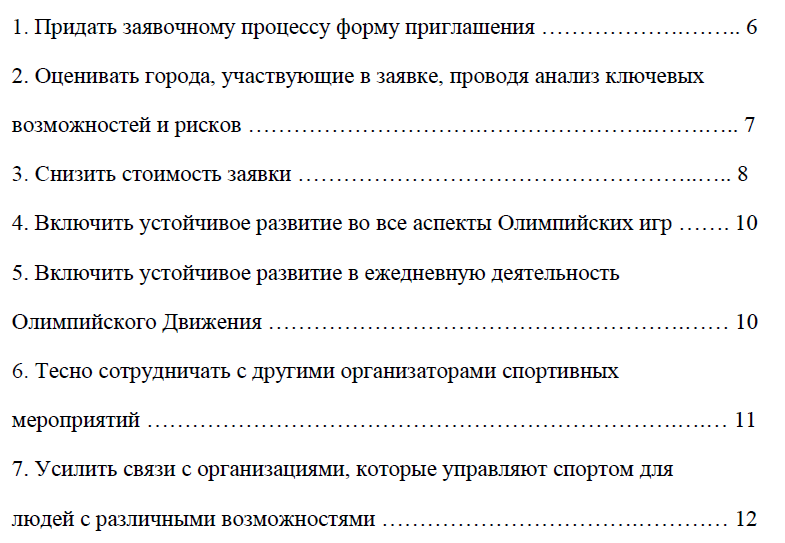 1. Придать заявочному процессу форму приглашения ………………….…….. 6
2. Оценивать города, участвующие в заявке, проводя анализ ключевых
возможностей и рисков …………………………………………..…….….. 7
3. Снизить стоимость заявки …………………………………………..….. 8
4. Включить устойчивое развитие во все аспекты Олимпийских игр ……. 10
5. Включить устойчивое развитие в ежедневную деятельность
Олимпийского Движения ……………………………………………….…… 10
6. Тесно сотрудничать с другими организаторами спортивных
мероприятий …………………………………………………………….….… 11
7. Усилить связи с организациями, которые управляют спортом для
людей с различными возможностями …………………………….………… 12